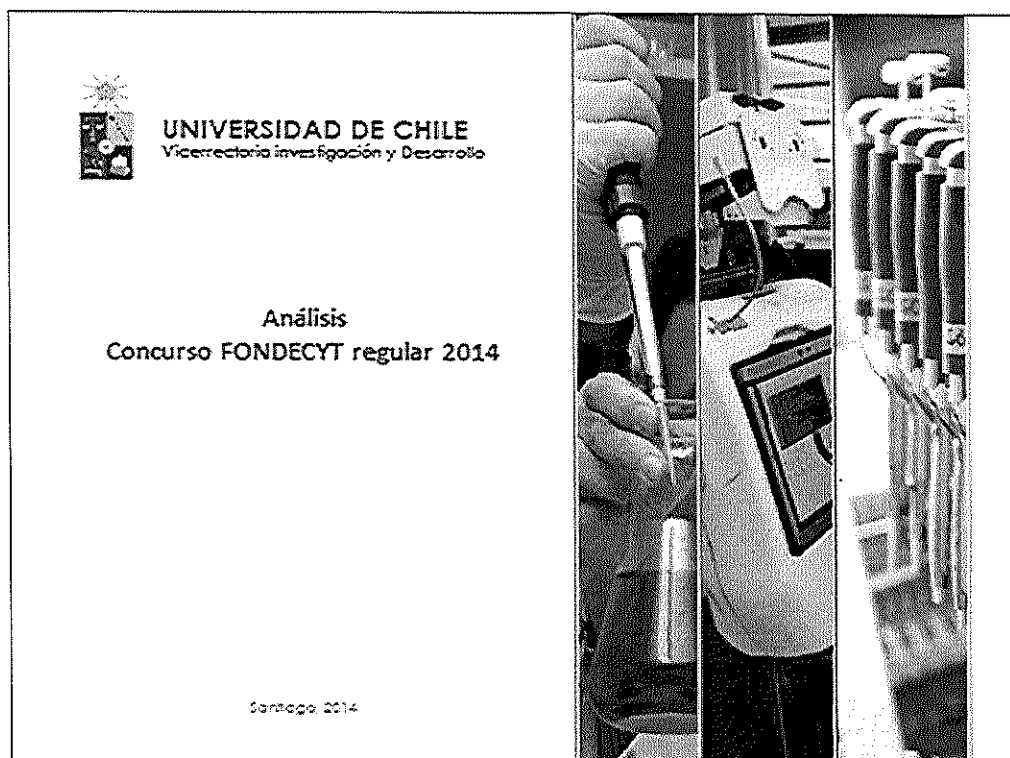 UNIVERSIDAD DE CHILE
Vicerrectoría Investigación y Desarrollo
Análisis
Concurso FONDECYT regular 2014
Santiago, 2014